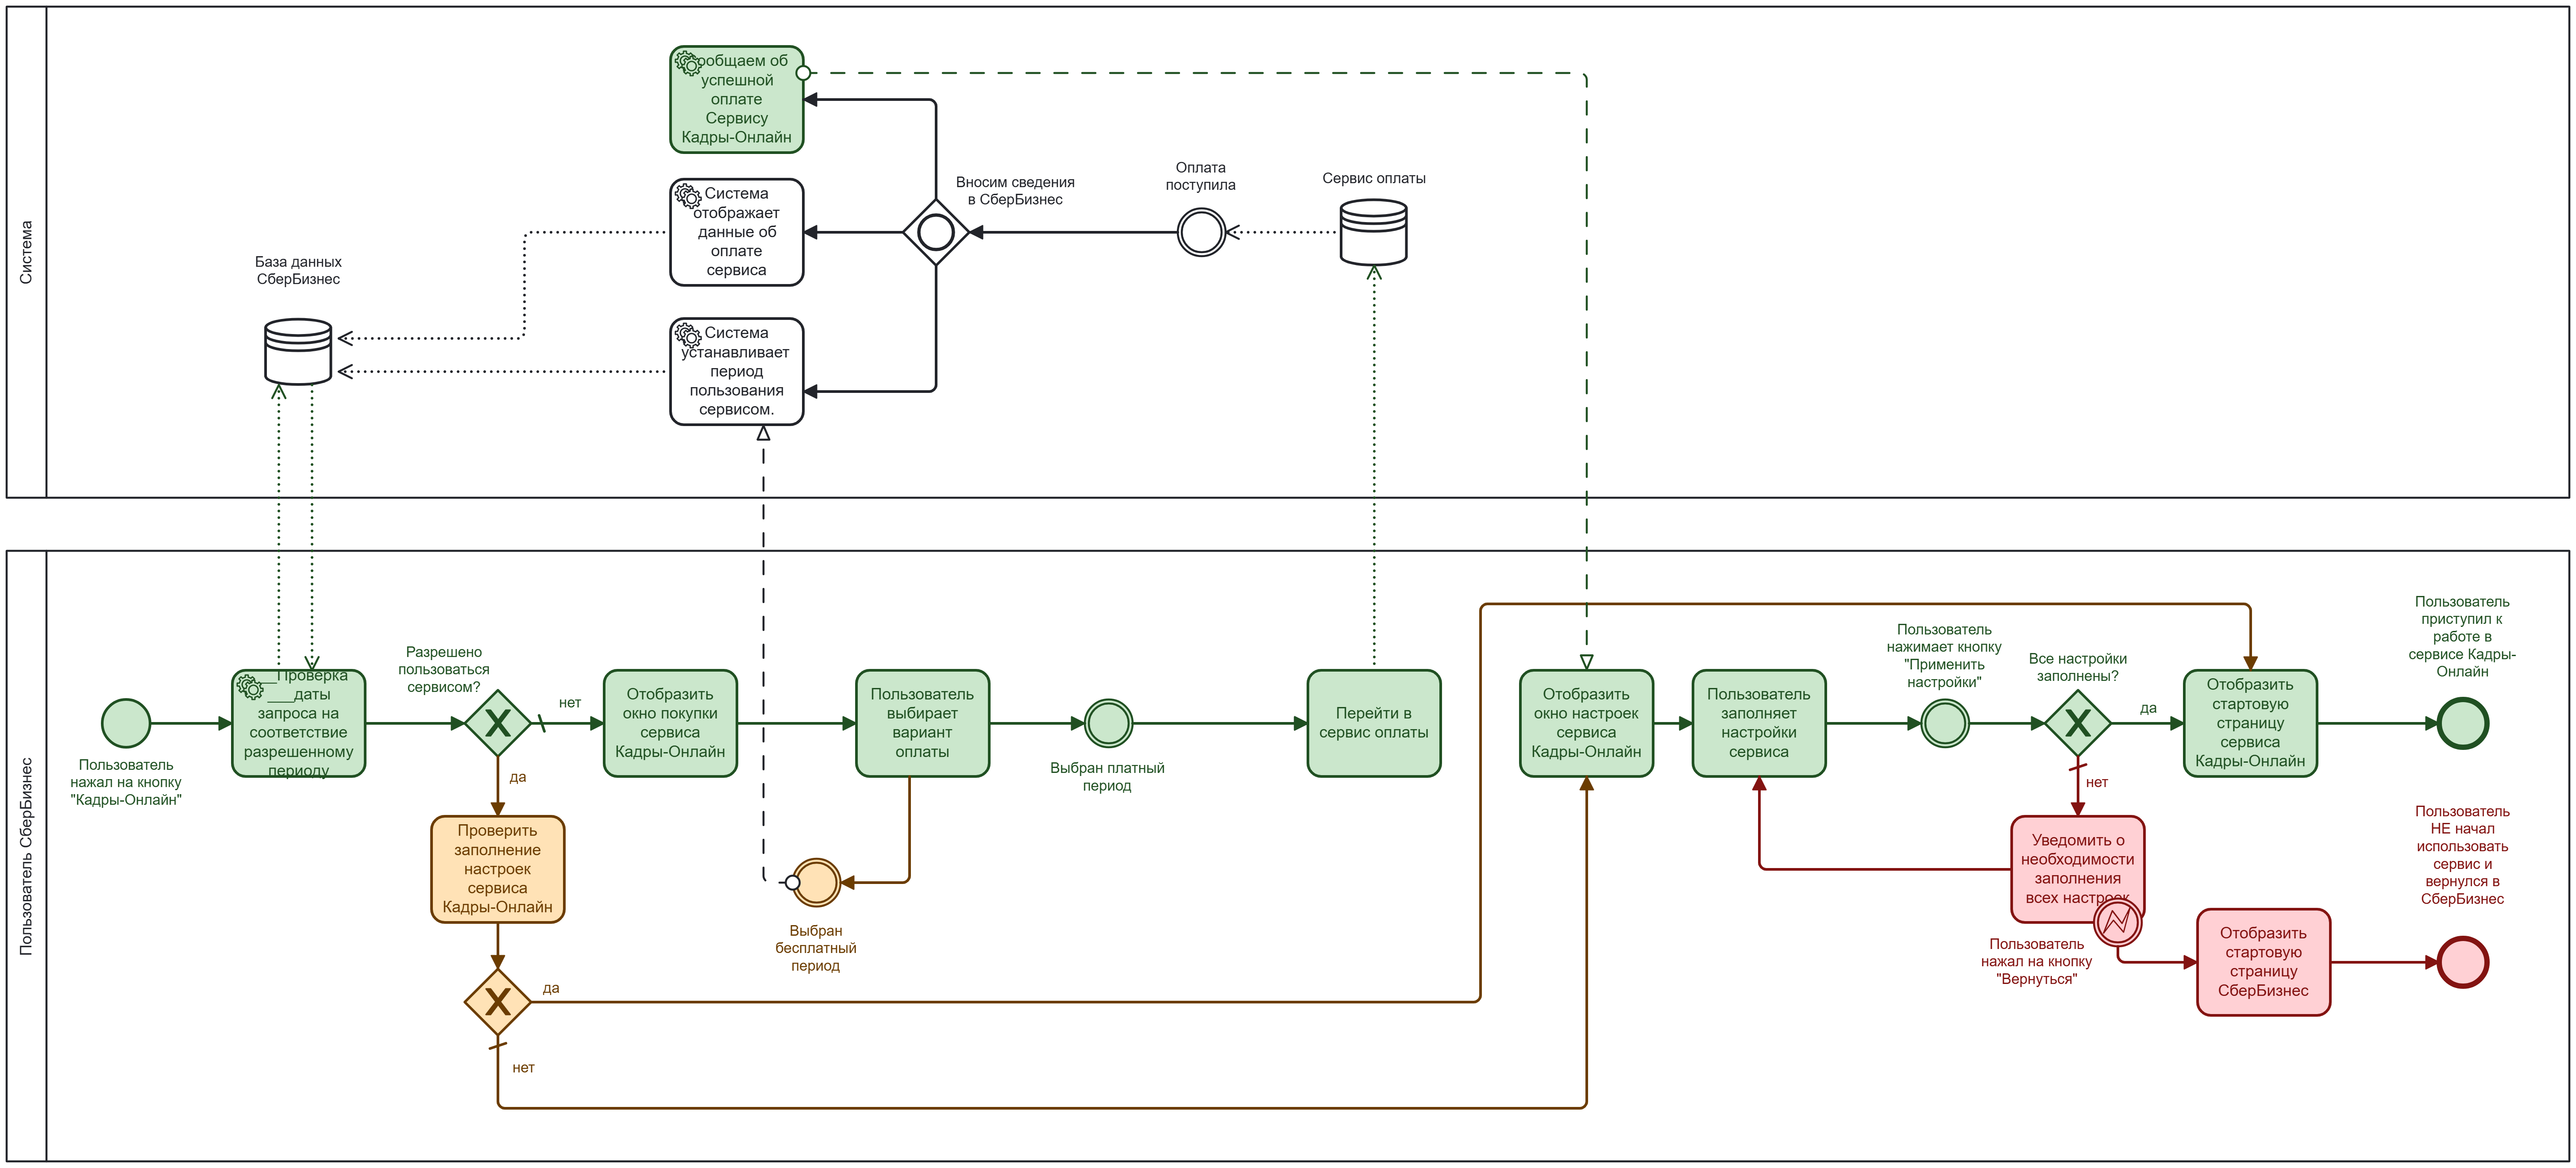 Система
Сообщаем об
успешной
оплате
Сервису
Кадры-Онлайн
Система
отображает
данные об
оплате
сервиса
Система
устанавливает
период
пользования
сервисом.
База данных
СберБизнес
Вносим сведения
в СберБизнес
Оплата
поступила
Сервис оплаты
Пользователь СберБизнес
Пользователь
нажал на кнопку
"Кадры-Онлайн"
___Проверка
___даты
запроса на
соответствие
разрешенному
периоду
Разрешено
пользоваться
сервисом?
нет
да
Проверить
заполнение
настроек
сервиса
Кадры-Онлайн
да
нет
Отобразить
окно покупки
сервиса
Кадры-Онлайн
Пользователь
выбирает
вариант
оплаты
Выбран
бесплатный
период
Выбран платный
период
Перейти в
сервис оплаты
Отобразить
окно настроек
сервиса
Кадры-Онлайн
Пользователь
заполняет
настройки
сервиса
Пользователь
нажимает кнопку
"Применить
настройки"
Все настройки
заполнены?
да
нет
Уведомить о
необходимости
заполнения
всех настроек
Пользователь
нажал на кнопку
"Вернуться"
Отобразить
стартовую
страницу
сервиса
Кадры-Онлайн
Пользователь
приступил к
работе в
сервисе Кадры-
Онлайн
Отобразить
стартовую
страницу
СберБизнес
Пользователь
НЕ начал
использовать
сервис и
вернулся в
СберБизнес